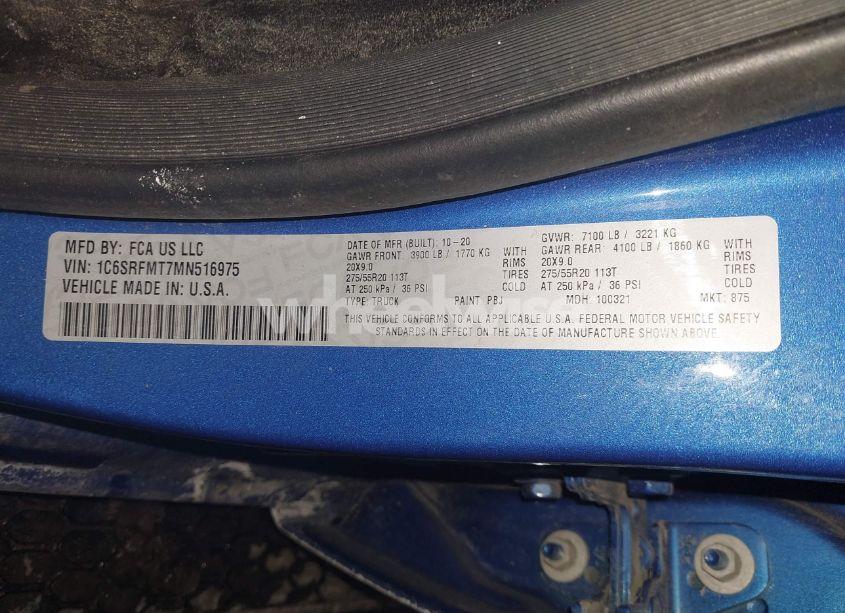 MFD BY: FCA US LLC
VIN: 1C6SRFMT7MN516975
VEHICLE MADE IN: U.S.A.
DATE OF MFR (BUILT): 10-20 GVWR: 7100 LB / 3221 KG
GAWR FRONT: 3900 LB / 1770 KG WITH GAWR REAR: 4100 LB / 1860 KG WITH
20X9.0 RIMS 20X9.0 RIMS
275/55R20 113T TIRES 275/55R20 113T TIRES
AT 250 kPa / 36 PSI COLD AT 250 kPa / 36 PSI COLD
TYPE: TRUCK PAINT: PBJ MDH: 100321 MKT: 875
THIS VEHICLE CONFORMS TO ALL APPLICABLE U.S.A. FEDERAL MOTOR VEHICLE SAFETY
STANDARDS IN EFFECT ON THE DATE OF MANUFACTURE SHOWN ABOVE.